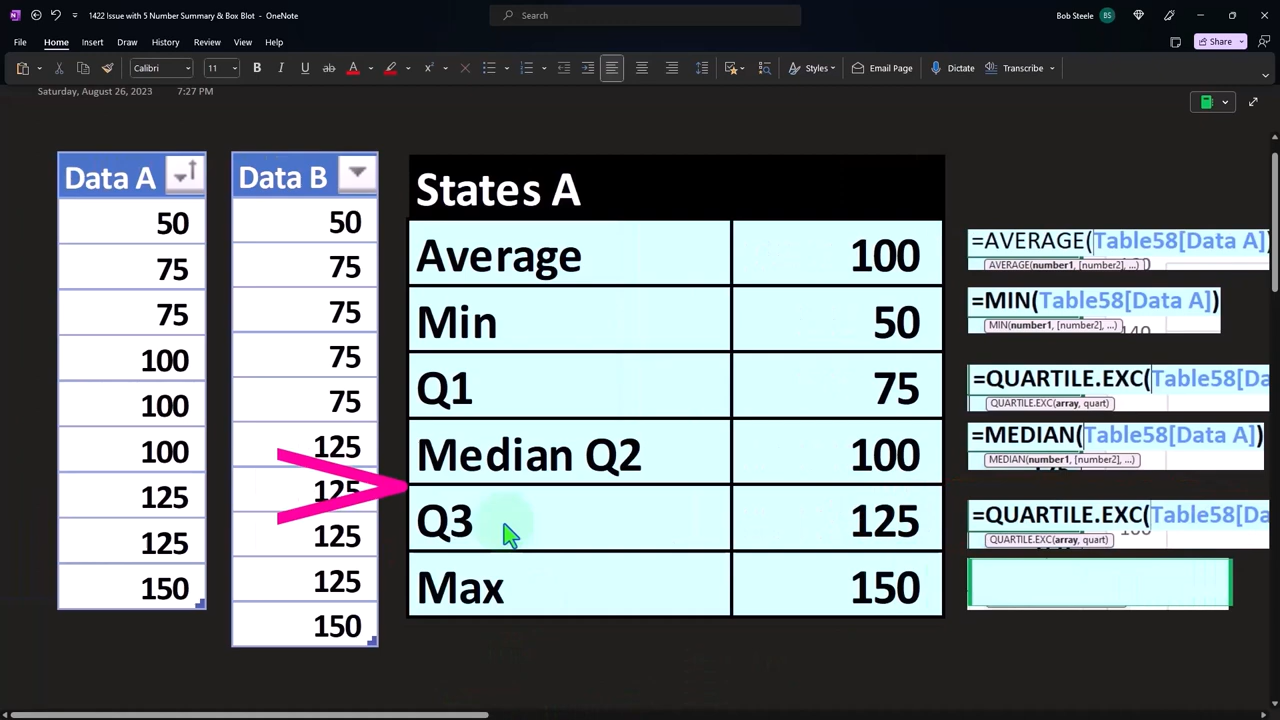 1422 Issue with 5 Number Summary & Box Blot - OneNote
Search
Bob Steele
BS
File Home Insert Draw History Review View Help
Share
Calibri 11 B I U ab A x Styles Email Page Dictate Transcribe
Saturday, August 26, 2023 7:27 PM
Data A
50
75
75
100
100
100
125
125
150
Data B
50
75
75
75
75
125
125
125
125
150
States A
Average 100
Min 50
Q1 75
Median Q2 100
Q3 125
Max 150
=AVERAGE(Table58[Data A])
AVERAGE(number1, [number2], ...)
=MIN(Table58[Data A])
MIN(number1, [number2], ...)
140
=QUARTILE.EXC(Table58[Da
QUARTILE.EXC(array, quart)
=MEDIAN(Table58[Data A])
MEDIAN(number1, [number2], ...)
=QUARTILE.EXC(Table58[Da
QUARTILE.EXC(array, quart)